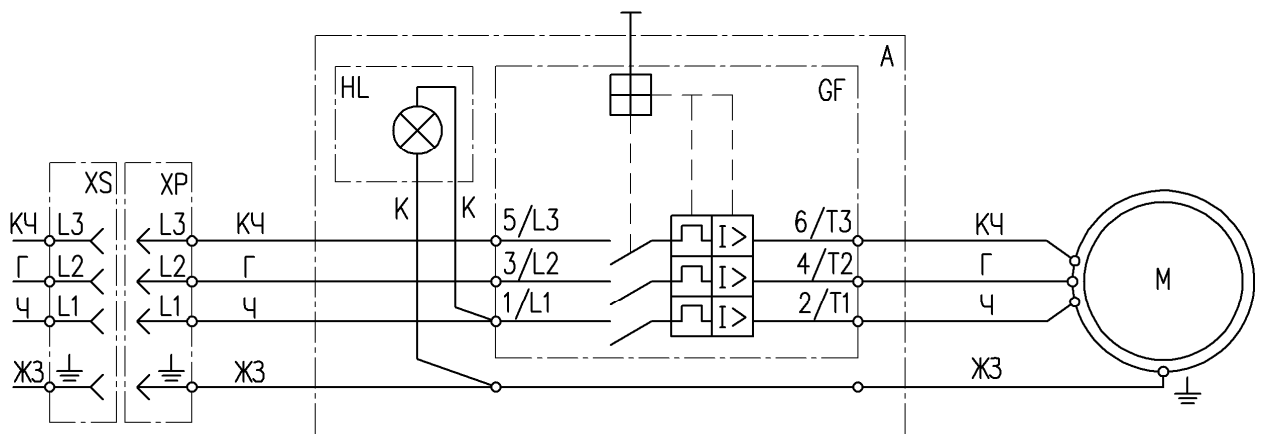 A
HL
GF
XS
XP
К
К
КЧ
L3
L3
КЧ
5/L3
I>
6/T3
КЧ
Г
L2
L2
Г
3/L2
I>
4/T2
Г
M
Ч
L1
L1
Ч
1/L1
I>
2/T1
Ч
ЖЗ
ЖЗ
ЖЗ